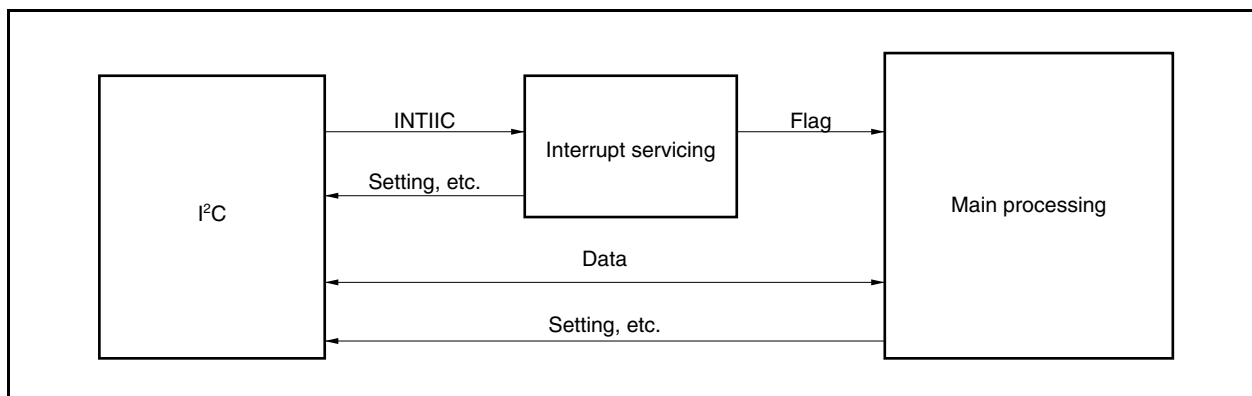 INTIIC
Flag
Interrupt servicing
Setting, etc.
I²C
Main processing
Data
Setting, etc.